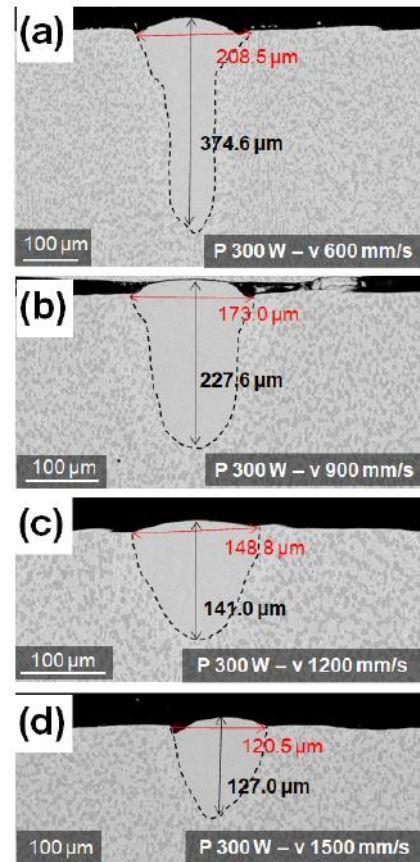 (a)
208.5 µm
374.6 µm
100 µm
P 300 W – v 600 mm/s
(b)
173.0 µm
227.6 µm
100 µm
P 300 W – v 900 mm/s
(c)
148.8 µm
141.0 µm
100 µm
P 300 W – v 1200 mm/s
(d)
120.5 µm
127.0 µm
100 µm
P 300 W – v 1500 mm/s